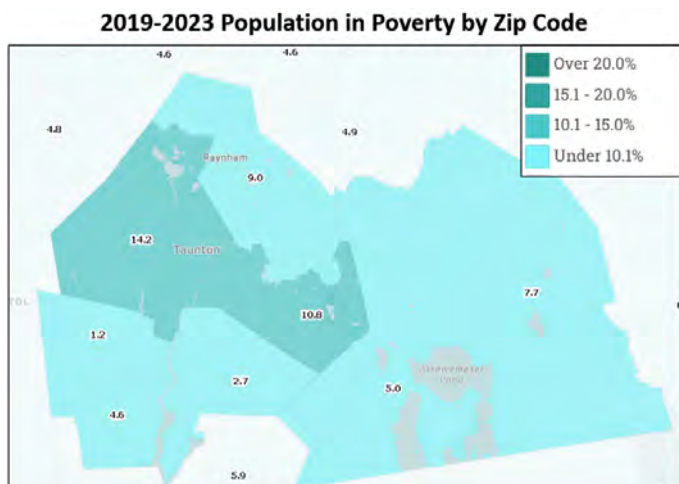 2019-2023 Population in Poverty by Zip Code
4.6
4.6
Over 20.0%
15.1 - 20.0%
10.1 - 15.0%
Under 10.1%
4.8
4.9
Raynham
9.0
14.2
Taunton
7.7
10.8
1.2
2.7
5.0
Pond
4.6
5.9